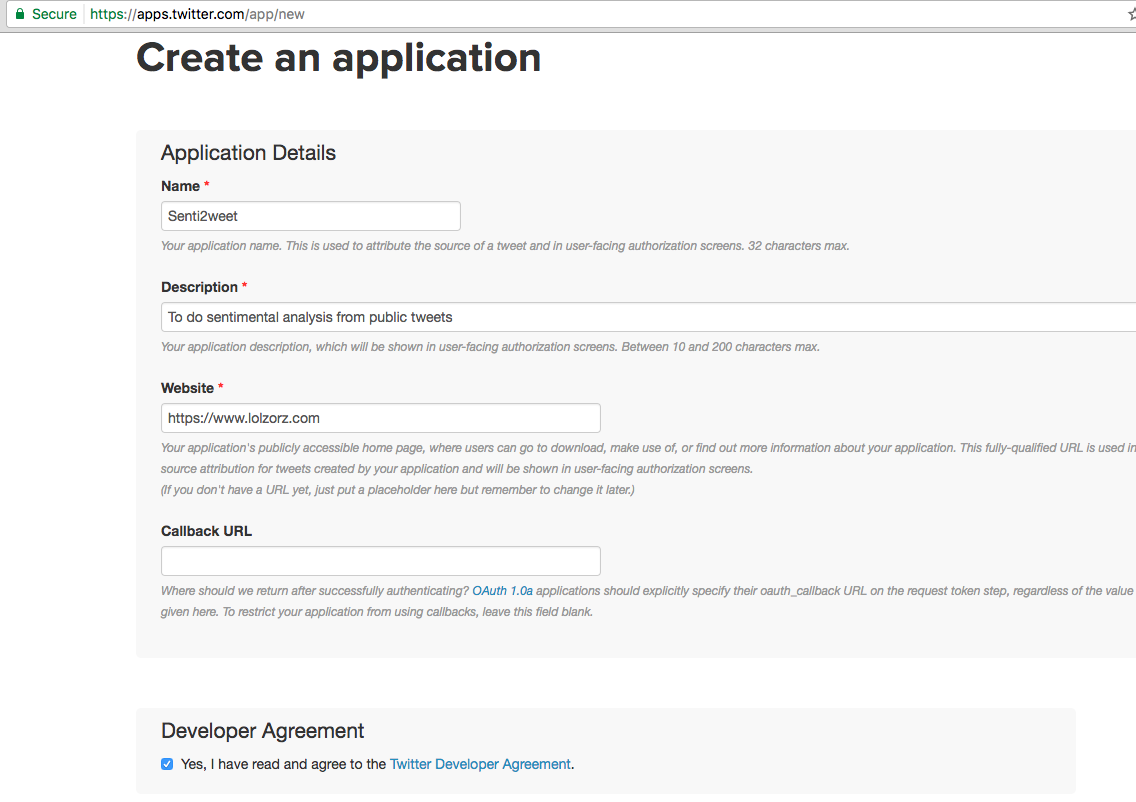 Secure https://apps.twitter.com/app/new
Create an application
Application Details
Name *
Senti2weet
Your application name. This is used to attribute the source of a tweet and in user-facing authorization screens. 32 characters max.
Description *
To do sentimental analysis from public tweets
Your application description, which will be shown in user-facing authorization screens. Between 10 and 200 characters max.
Website *
https://www.lolzorz.com
Your application's publicly accessible home page, where users can go to download, make use of, or find out more information about your application. This fully-qualified URL is used in
source attribution for tweets created by your application and will be shown in user-facing authorization screens.
(If you don't have a URL yet, just put a placeholder here but remember to change it later.)
Callback URL
Where should we return after successfully authenticating? OAuth 1.0a applications should explicitly specify their oauth_callback URL on the request token step, regardless of the value
given here. To restrict your application from using callbacks, leave this field blank.
Developer Agreement
Yes, I have read and agree to the Twitter Developer Agreement.